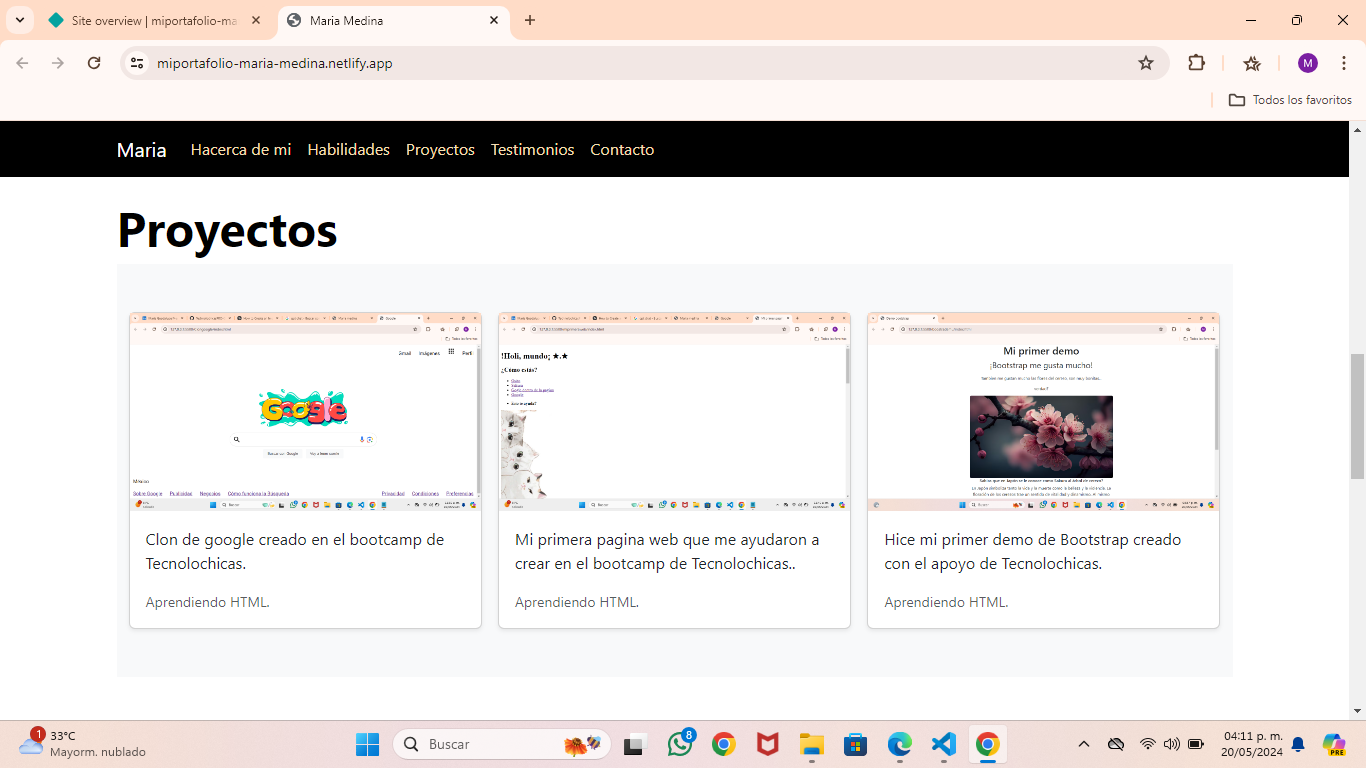 Site overview | miportafolio-ma
Maria Medina
miportafolio-maria-medina.netlify.app
M
Todos los favoritos
Maria
Hacerca de mi
Habilidades
Proyectos
Testimonios
Contacto
Proyectos
Gmail
Imágenes
Perfil
Google
Buscar con Google
México
Sobre Google
Publicidad
Negocios
Cómo funciona la Busqueda
Privacidad
Condiciones
Preferencias
Clon de google creado en el bootcamp de
Tecnolochicas.
Aprendiendo HTML.
!Holi, mundo¡ ★.★
¿Cómo estás?
Mi primera pagina web que me ayudaron a
crear en el bootcamp de Tecnolochicas..
Aprendiendo HTML.
Mi primer demo
¡Bootstrap me gusta mucho!
Hice mi primer demo de Bootstrap creado
con el apoyo de Tecnolochicas.
Aprendiendo HTML.
1
33°C
Mayorm. nublado
Buscar
8
04:11 p. m.
20/05/2024
PRE